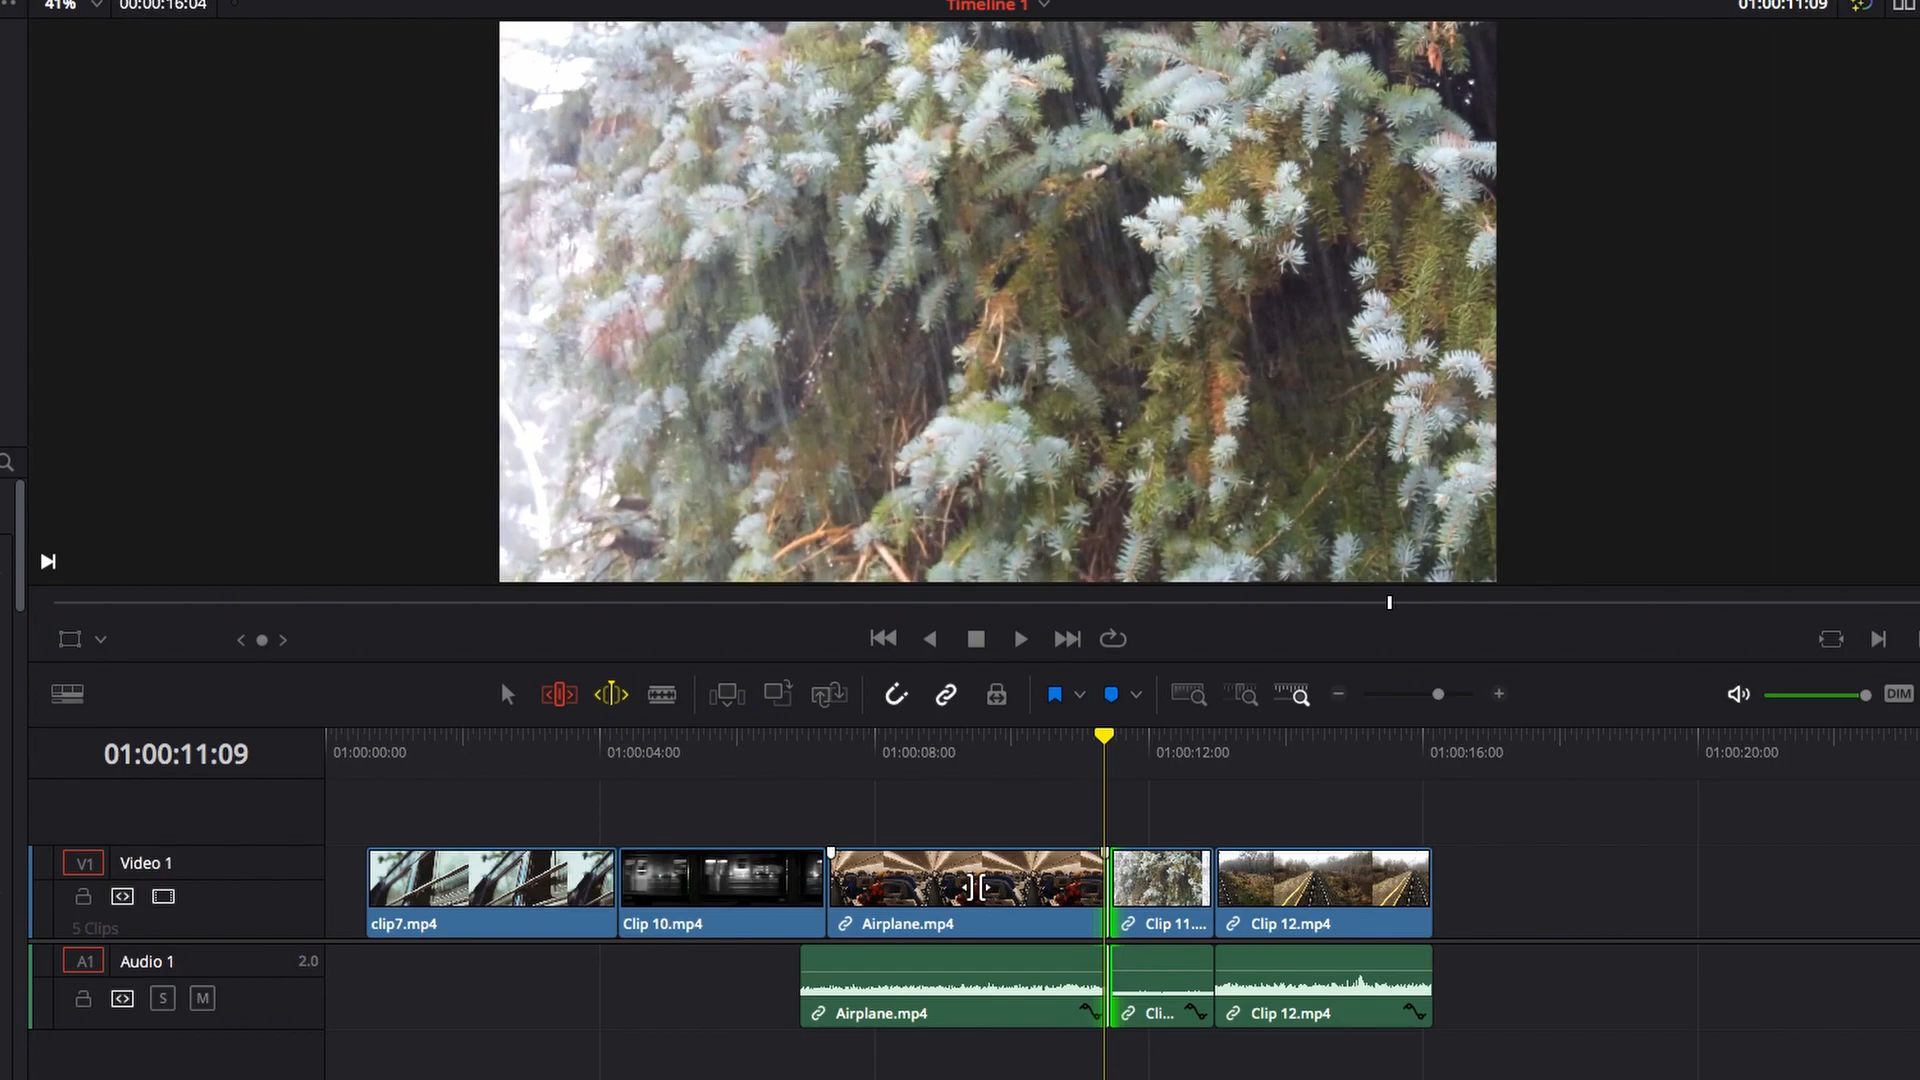 41% 00:00:16:04 Timeline 1 01:00:11:09
DIM
01:00:11:09 01:00:00:00 01:00:04:00 01:00:08:00 01:00:12:00 01:00:16:00 01:00:20:00
V1 Video 1
5 Clips
clip7.mp4 Clip 10.mp4 Airplane.mp4 Clip 11.... Clip 12.mp4
A1 Audio 1 2.0
S M
Airplane.mp4 Cli... Clip 12.mp4